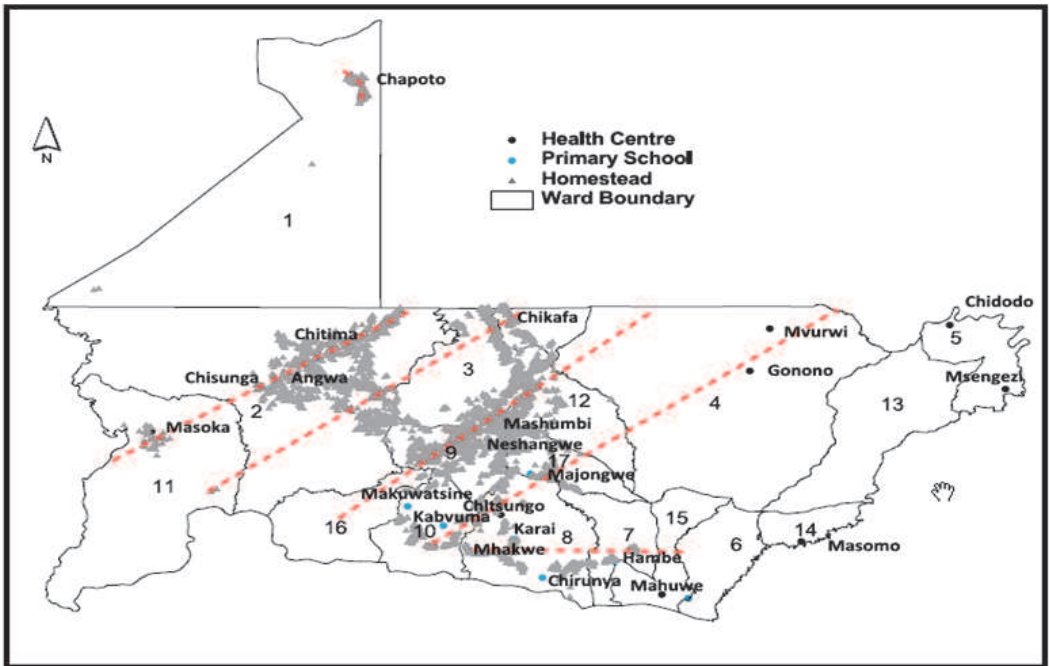 Chapoto
Health Centre
Primary School
Homestead
Ward Boundary
N
1
Chidodo
Chikafa
Chitima
Mvurwi
5
3
Gonono
Chisunga
Angwa
Msengezi
2
12
4
13
Mashumbi
Masoka
Neshangwe
9
17
Majongwe
11
Makuwatsine
Chitsungo
Kabvuma
16
10
Karai
8
7
15
6
14
Masomo
Mhakwe
Hambe
Chirunya
Mahuwe